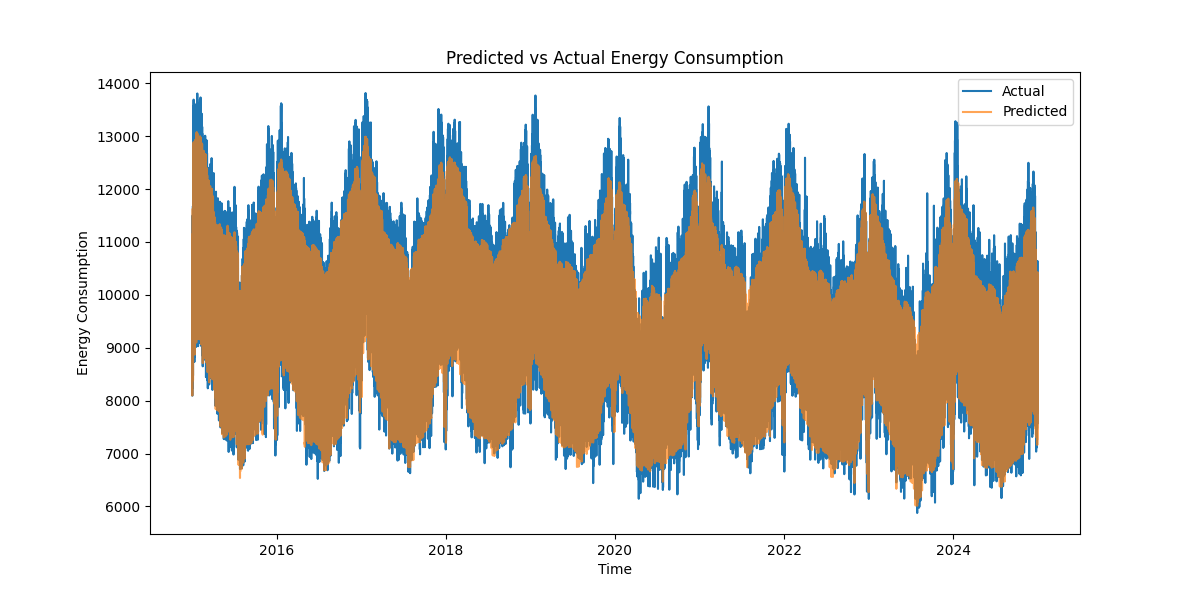 Predicted vs Actual Energy Consumption
Actual
Predicted
Energy Consumption
14000
13000
12000
11000
10000
9000
8000
7000
6000
2016
2018
2020
2022
2024
Time